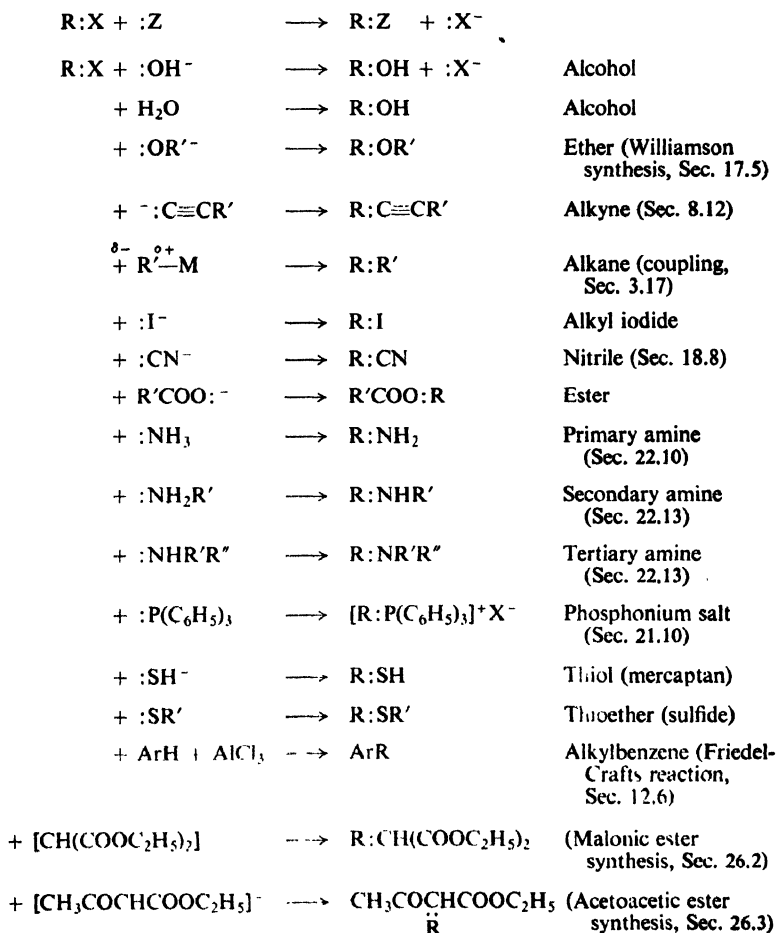 R:X + :Z ⟶ R:Z + :X⁻
R:X + :OH⁻ ⟶ R:OH + :X⁻ Alcohol
+ H₂O ⟶ R:OH Alcohol
+ :OR′⁻ ⟶ R:OR′ Ether (Williamson
synthesis, Sec. 17.5)
+ ⁻:C≡CR′ ⟶ R:C≡CR′ Alkyne (Sec. 8.12)
δ− δ+
+ R′—M ⟶ R:R′ Alkane (coupling,
Sec. 3.17)
+ :I⁻ ⟶ R:I Alkyl iodide
+ :CN⁻ ⟶ R:CN Nitrile (Sec. 18.8)
+ R′COO:⁻ ⟶ R′COO:R Ester
+ :NH₃ ⟶ R:NH₂ Primary amine
(Sec. 22.10)
+ :NH₂R′ ⟶ R:NHR′ Secondary amine
(Sec. 22.13)
+ :NHR′R″ ⟶ R:NR′R″ Tertiary amine
(Sec. 22.13)
+ :P(C₆H₅)₃ ⟶ [R:P(C₆H₅)₃]⁺X⁻ Phosphonium salt
(Sec. 21.10)
+ :SH⁻ ⟶ R:SH Thiol (mercaptan)
+ :SR′ ⟶ R:SR′ Thioether (sulfide)
+ ArH + AlCl₃ ⟶ ArR Alkylbenzene (Friedel-
Crafts reaction,
Sec. 12.6)
+ [CH(COOC₂H₅)₂] ⟶ R:CH(COOC₂H₅)₂ (Malonic ester
synthesis, Sec. 26.2)
+ [CH₃COCHCOOC₂H₅]⁻ ⟶ CH₃COCHCOOC₂H₅ (Acetoacetic ester
R̈ synthesis, Sec. 26.3)